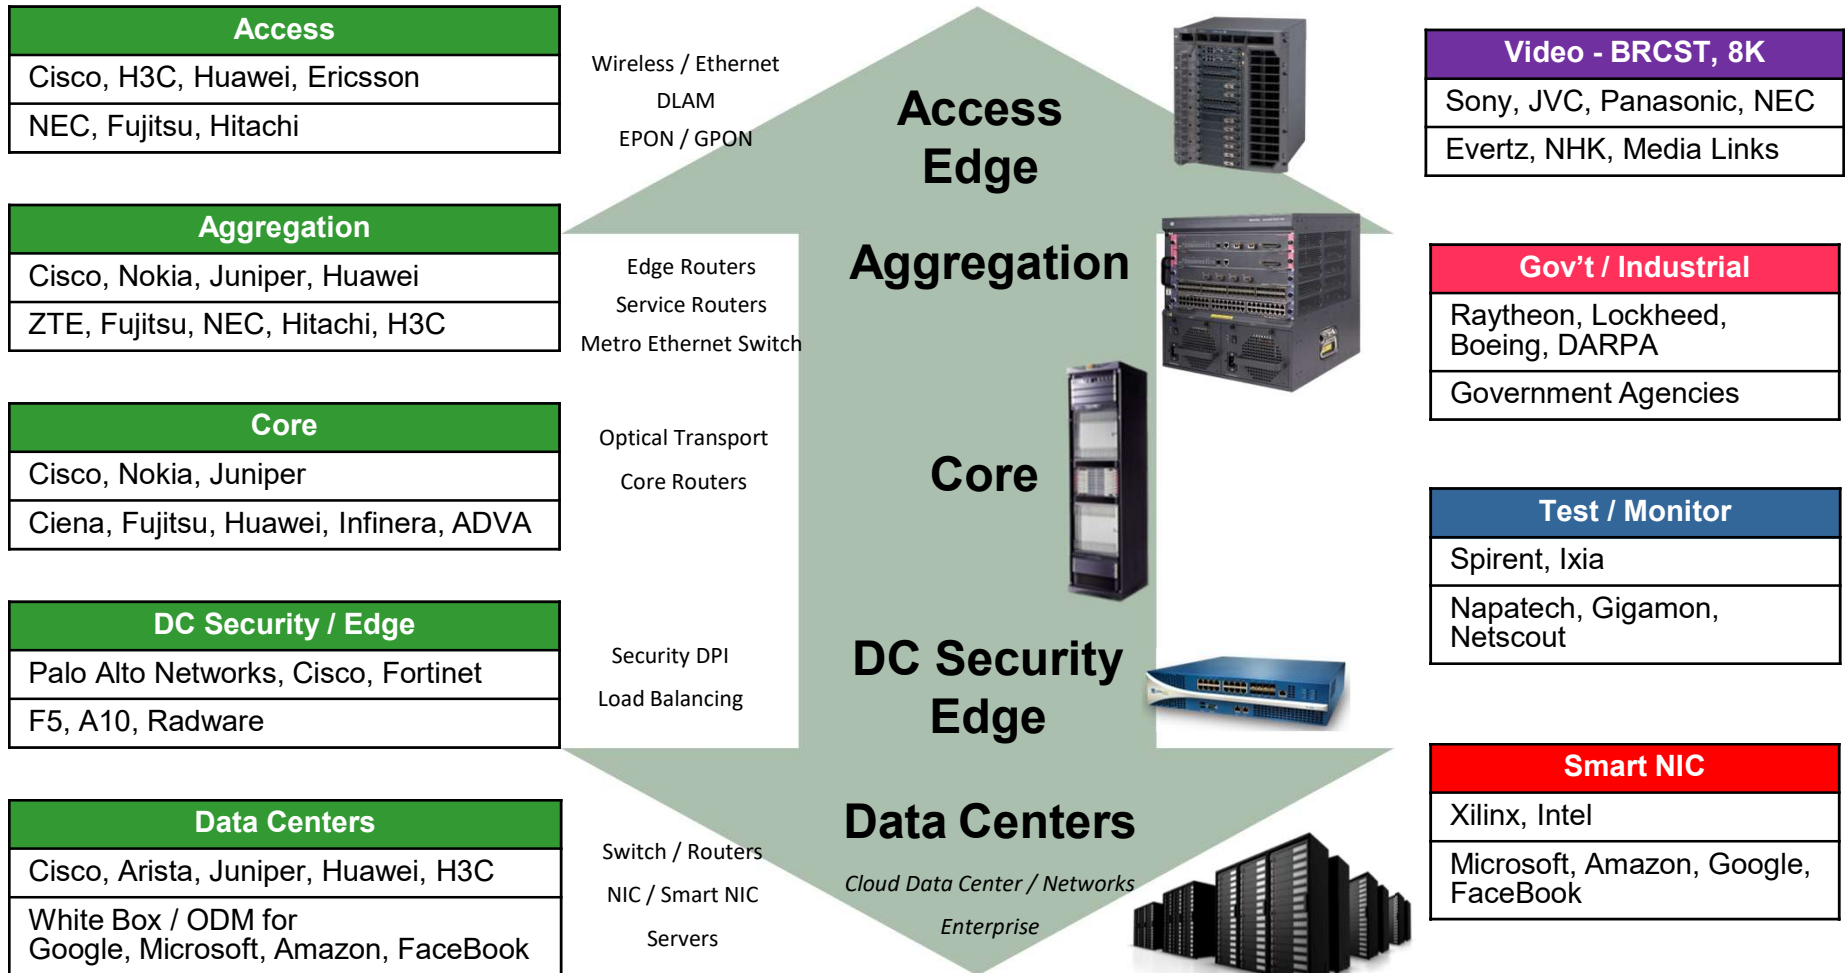 Access
Cisco, H3C, Huawei, Ericsson
NEC, Fujitsu, Hitachi
Wireless / Ethernet
DLAM
EPON / GPON
Access
Edge
Video - BRCST, 8K
Sony, JVC, Panasonic, NEC
Evertz, NHK, Media Links
Aggregation
Cisco, Nokia, Juniper, Huawei
ZTE, Fujitsu, NEC, Hitachi, H3C
Edge Routers
Service Routers
Metro Ethernet Switch
Aggregation
Gov't / Industrial
Raytheon, Lockheed,
Boeing, DARPA
Government Agencies
Core
Cisco, Nokia, Juniper
Ciena, Fujitsu, Huawei, Infinera, ADVA
Optical Transport
Core Routers
Core
Test / Monitor
Spirent, Ixia
Napatech, Gigamon,
Netscout
DC Security / Edge
Palo Alto Networks, Cisco, Fortinet
F5, A10, Radware
Security DPI
Load Balancing
DC Security
Edge
Smart NIC
Xilinx, Intel
Microsoft, Amazon, Google,
FaceBook
Data Centers
Cisco, Arista, Juniper, Huawei, H3C
White Box / ODM for
Google, Microsoft, Amazon, FaceBook
Switch / Routers
NIC / Smart NIC
Servers
Data Centers
Cloud Data Center / Networks
Enterprise